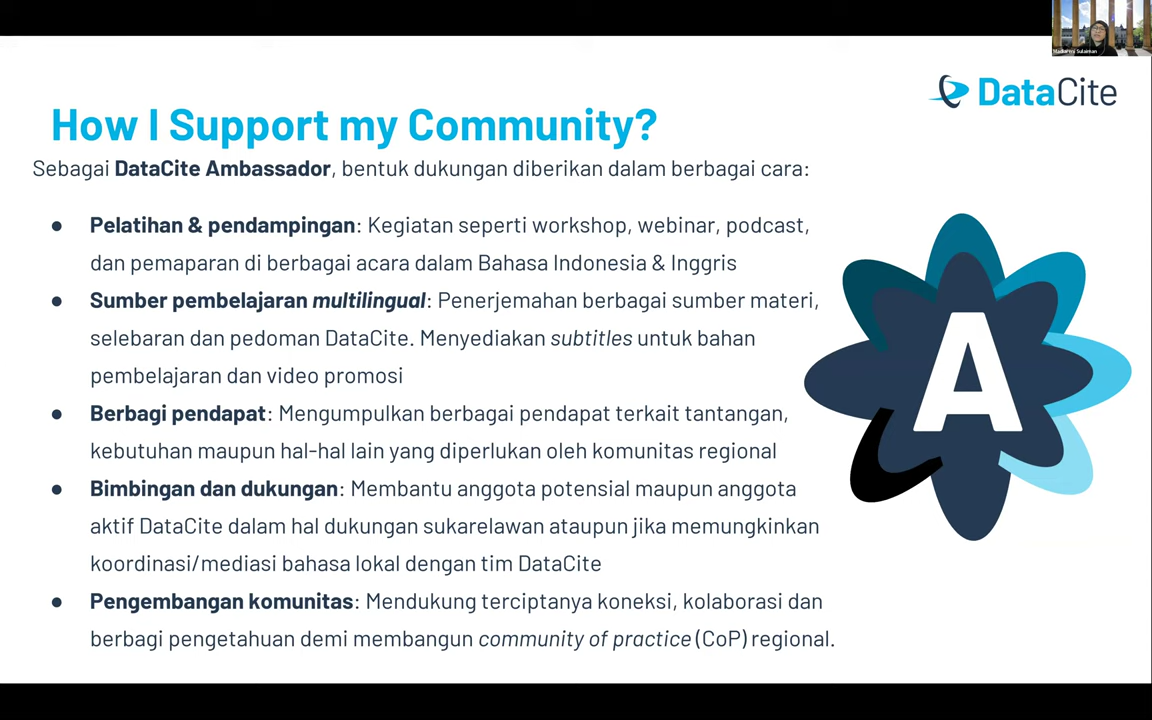 Madiareni Sulaiman
DataCite
How I Support my Community?
Sebagai DataCite Ambassador, bentuk dukungan diberikan dalam berbagai cara:
● Pelatihan & pendampingan: Kegiatan seperti workshop, webinar, podcast,
dan pemaparan di berbagai acara dalam Bahasa Indonesia & Inggris
● Sumber pembelajaran multilingual: Penerjemahan berbagai sumber materi,
selebaran dan pedoman DataCite. Menyediakan subtitles untuk bahan
pembelajaran dan video promosi
● Berbagi pendapat: Mengumpulkan berbagai pendapat terkait tantangan,
kebutuhan maupun hal-hal lain yang diperlukan oleh komunitas regional
● Bimbingan dan dukungan: Membantu anggota potensial maupun anggota
aktif DataCite dalam hal dukungan sukarelawan ataupun jika memungkinkan
koordinasi/mediasi bahasa lokal dengan tim DataCite
● Pengembangan komunitas: Mendukung terciptanya koneksi, kolaborasi dan
berbagi pengetahuan demi membangun community of practice (CoP) regional.
A